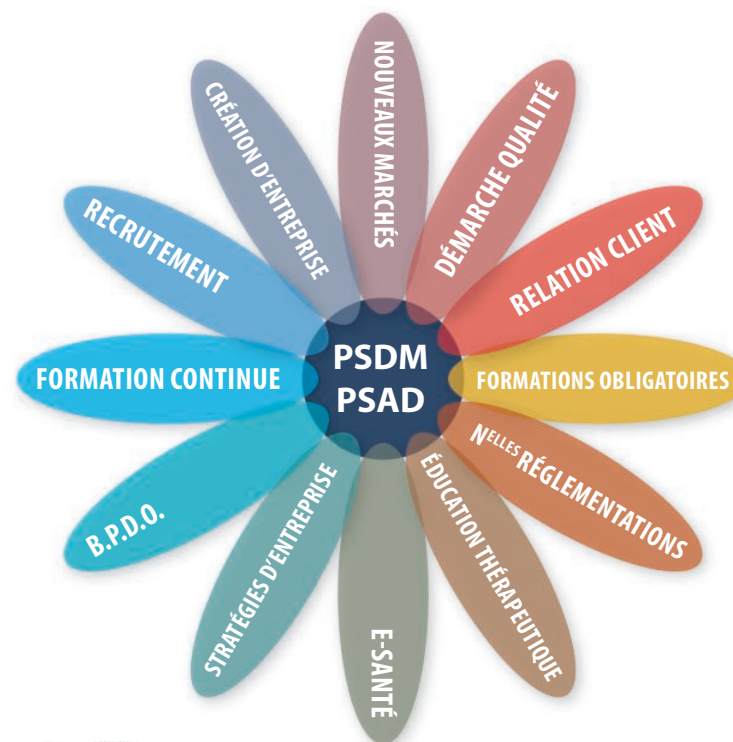 NOUVEAUX MARCHÉS
DÉMARCHE QUALITÉ
RELATION CLIENT
FORMATIONS OBLIGATOIRES
NELLES RÉGLEMENTATIONS
ÉDUCATION THÉRAPEUTIQUE
E-SANTÉ
STRATÉGIES D'ENTREPRISE
B.P.D.O.
FORMATION CONTINUE
RECRUTEMENT
CRÉATION D'ENTREPRISE
PSDM
PSAD